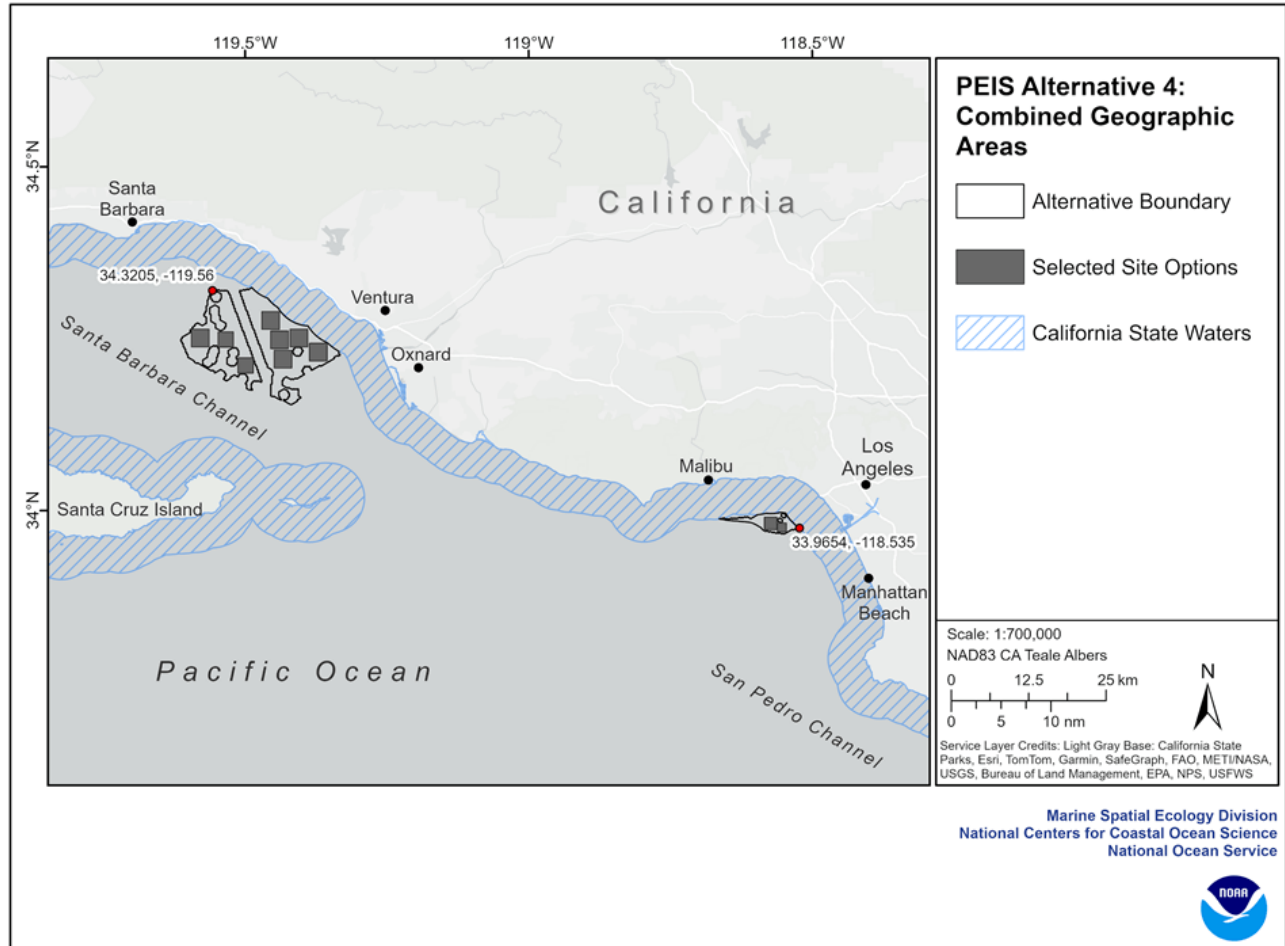 119.5°W
119°W
118.5°W
34.5°N
34°N
Santa
Barbara
34.3205, -119.56
Ventura
Oxnard
Santa Barbara Channel
California
Santa Cruz Island
Malibu
Los
Angeles
33.9654, -118.535
Manhattan
Beach
Pacific Ocean
San Pedro Channel
PEIS Alternative 4:
Combined Geographic
Areas
Alternative Boundary
Selected Site Options
California State Waters
Scale: 1:700,000
NAD83 CA Teale Albers
0 12.5 25 km
0 5 10 nm
N
Service Layer Credits: Light Gray Base: California State
Parks, Esri, TomTom, Garmin, SafeGraph, FAO, METI/NASA,
USGS, Bureau of Land Management, EPA, NPS, USFWS
Marine Spatial Ecology Division
National Centers for Coastal Ocean Science
National Ocean Service
NOAA